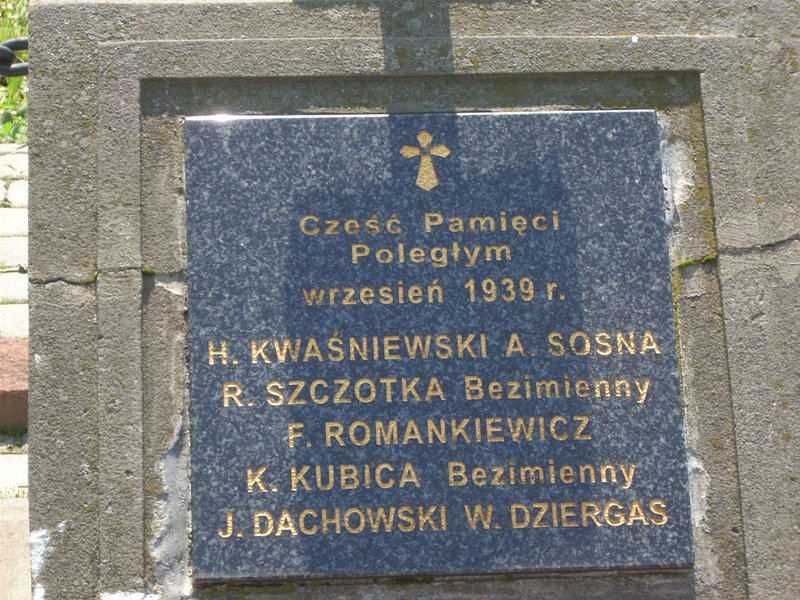 Cześć Pamięci
Poległym
wrzesień 1939 r.
H. KWAŚNIEWSKI A. SOSNA
R. SZCZOTKA Bezimienny
F. ROMANKIEWICZ
K. KUBICA Bezimienny
J. DACHOWSKI W. DZIERGAS